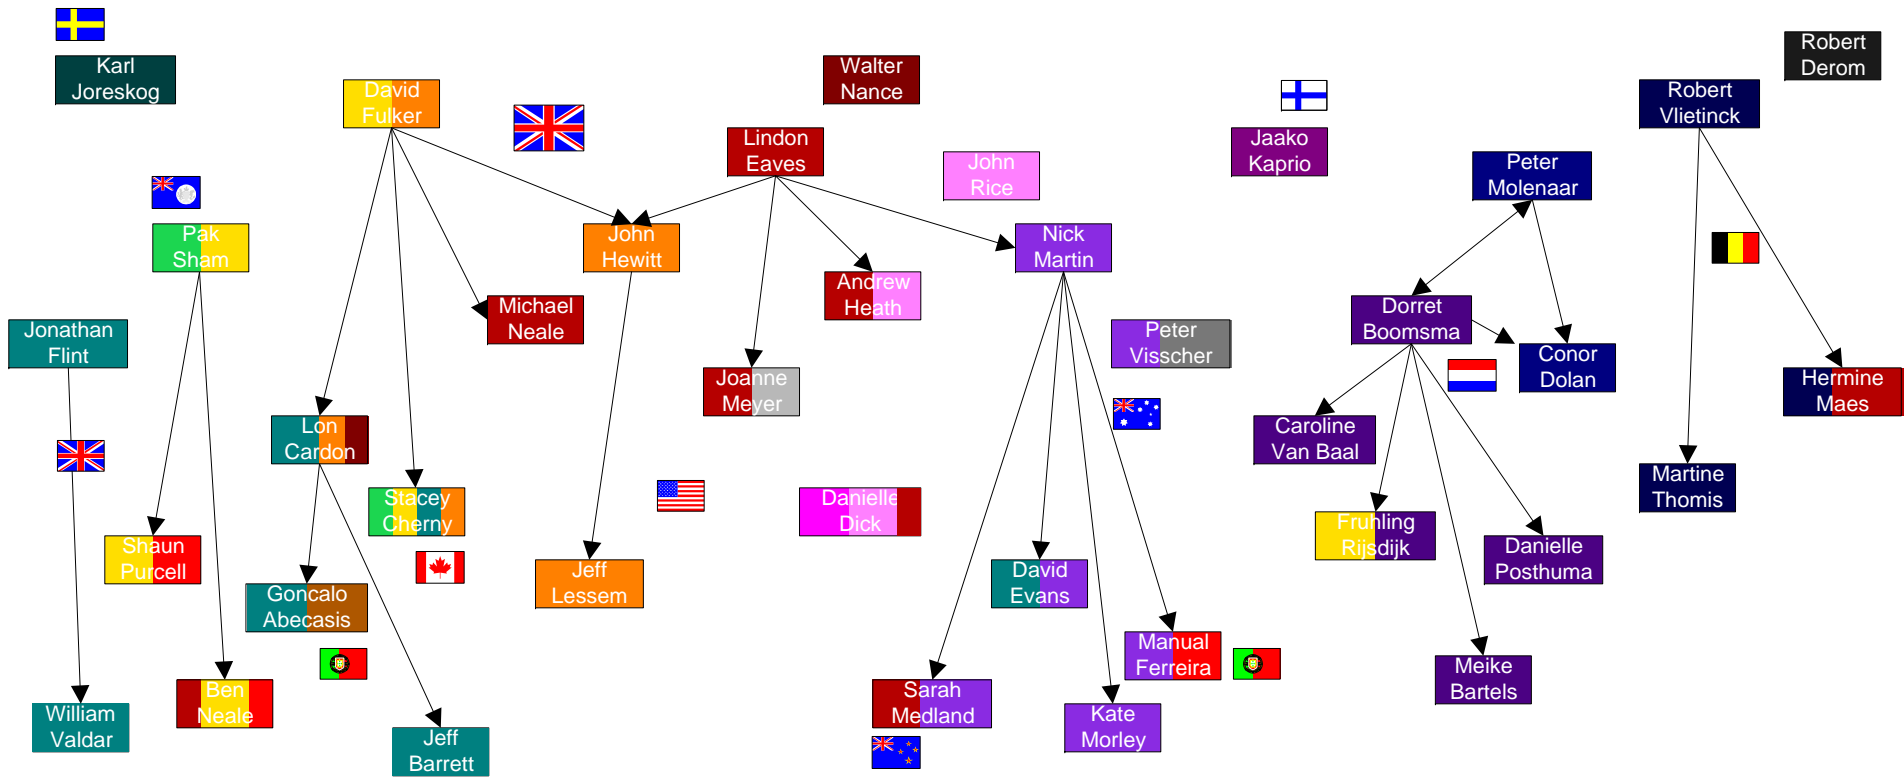 Karl
Joreskog
David
Fulker
Walter
Nance
Robert
Derom
Robert
Vlietinck
Lindon
Eaves
John
Rice
Jaako
Kaprio
Peter
Molenaar
Pak
Sham
John
Hewitt
Nick
Martin
Andrew
Heath
Michael
Neale
Dorret
Boomsma
Jonathan
Flint
Peter
Visscher
Conor
Dolan
Joanne
Meyer
Hermine
Maes
Lon
Cardon
Caroline
Van Baal
Martine
Thomis
Stacey
Cherny
Danielle
Dick
Fruhling
Rijsdijk
Shaun
Purcell
Danielle
Posthuma
Jeff
Lessem
David
Evans
Goncalo
Abecasis
Manual
Ferreira
Meike
Bartels
Ben
Neale
Sarah
Medland
William
Valdar
Kate
Morley
Jeff
Barrett